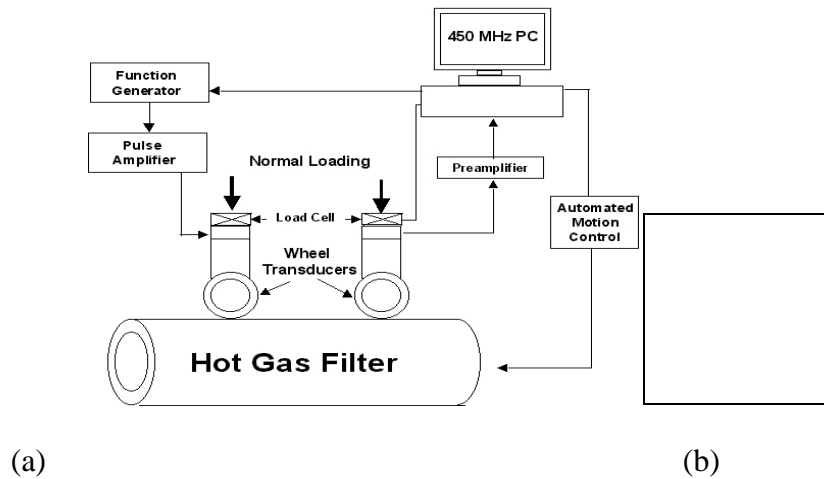 450 MHz PC
Function
Generator
Pulse
Amplifier
Normal Loading
Preamplifier
Load Cell
Automated
Motion
Control
Wheel
Transducers
Hot Gas Filter
(a)
(b)